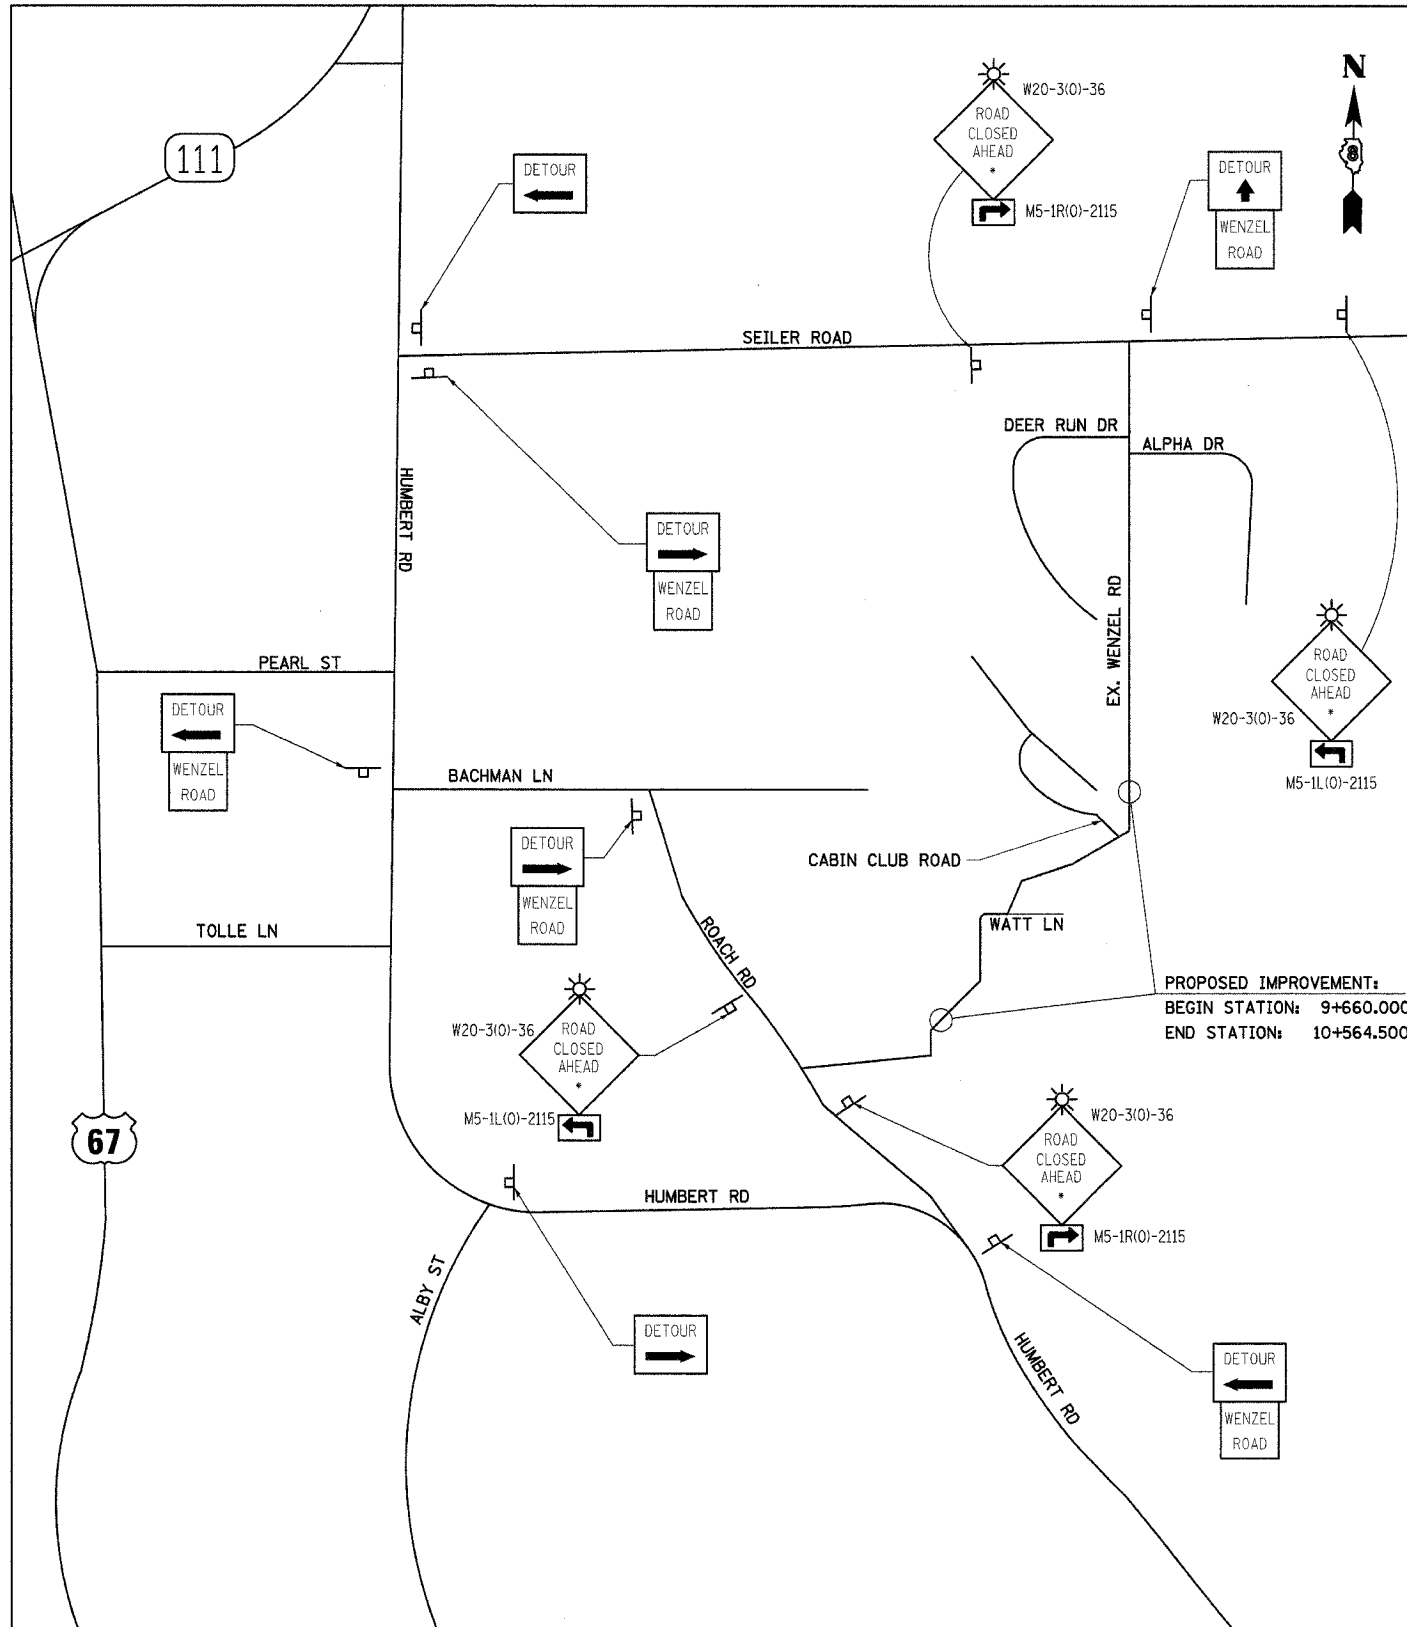 N
8
111
W20-3(O)-36
ROAD
CLOSED
AHEAD
*
M5-1R(O)-2115
DETOUR
DETOUR
WENZEL
ROAD
SEILER ROAD
DEER RUN DR
ALPHA DR
HUMBERT RD
DETOUR
WENZEL
ROAD
EX. WENZEL RD
ROAD
CLOSED
AHEAD
*
W20-3(O)-36
M5-1L(O)-2115
PEARL ST
DETOUR
WENZEL
ROAD
BACHMAN LN
DETOUR
WENZEL
ROAD
CABIN CLUB ROAD
WATT LN
TOLLE LN
ROACH RD
PROPOSED IMPROVEMENT:
BEGIN STATION: 9+660.000
END STATION: 10+564.500
W20-3(O)-36
ROAD
CLOSED
AHEAD
*
M5-1L(O)-2115
67
W20-3(O)-36
ROAD
CLOSED
AHEAD
*
M5-1R(O)-2115
HUMBERT RD
ALBY ST
DETOUR
HUMBERT RD
DETOUR
WENZEL
ROAD